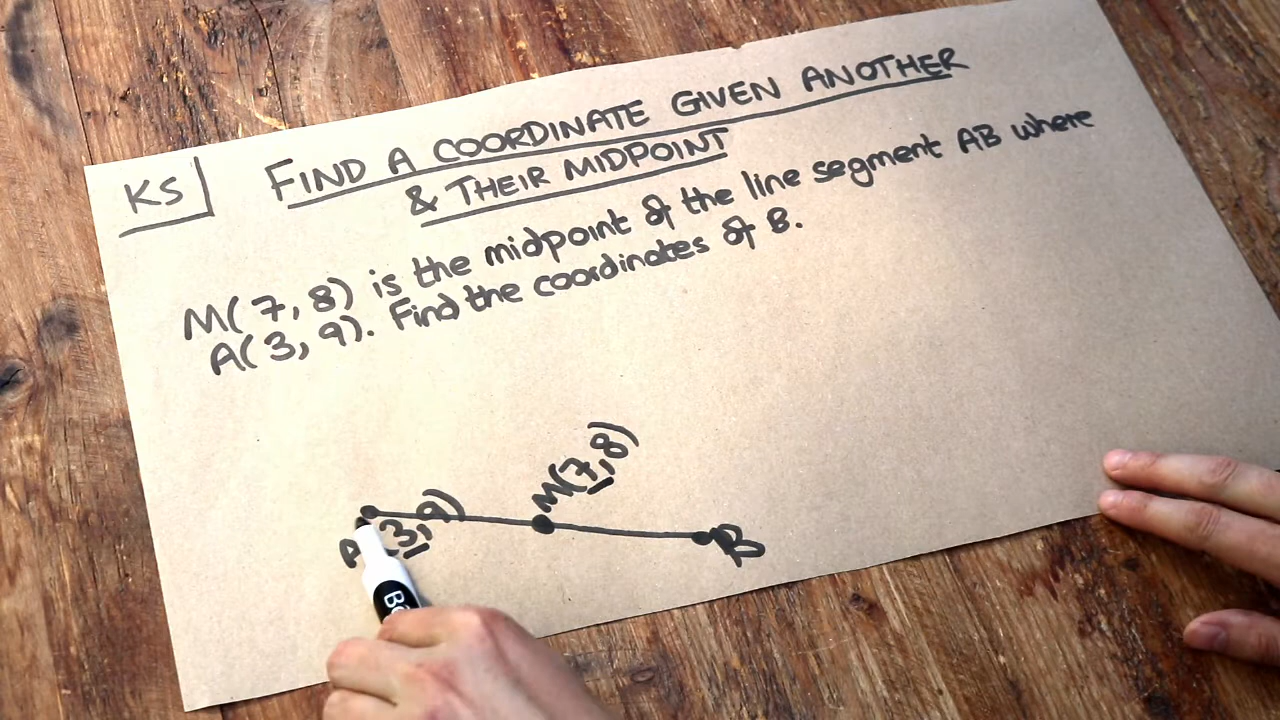 KS
FIND A COORDINATE GIVEN ANOTHER
& THEIR MIDPOINT
M(7, 8) is the midpoint of the line segment AB where
A(3, 9). Find the coordinates of B.
M(7,8)
A(3,9)
B